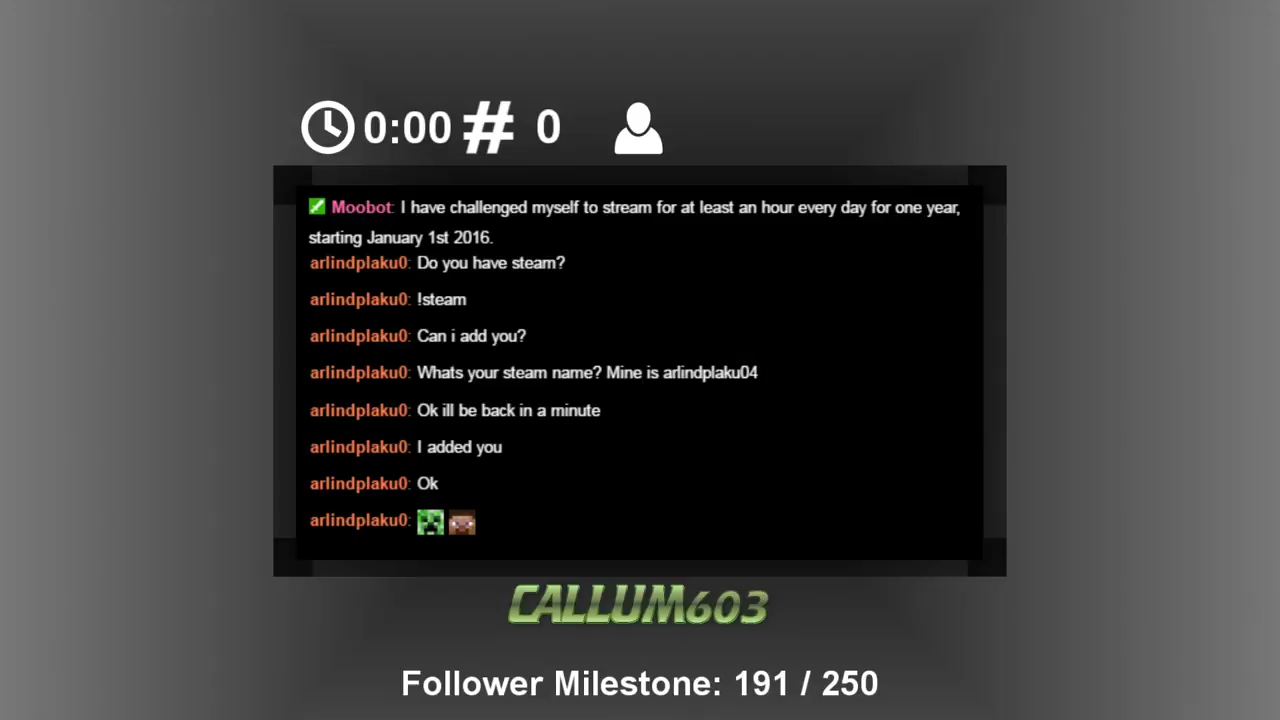 0:00 # 0
Moobot: I have challenged myself to stream for at least an hour every day for one year,
starting January 1st 2016.
arlindplaku0: Do you have steam?
arlindplaku0: !steam
arlindplaku0: Can i add you?
arlindplaku0: Whats your steam name? Mine is arlindplaku04
arlindplaku0: Ok ill be back in a minute
arlindplaku0: I added you
arlindplaku0: Ok
arlindplaku0:
CALLUM603
Follower Milestone: 191 / 250